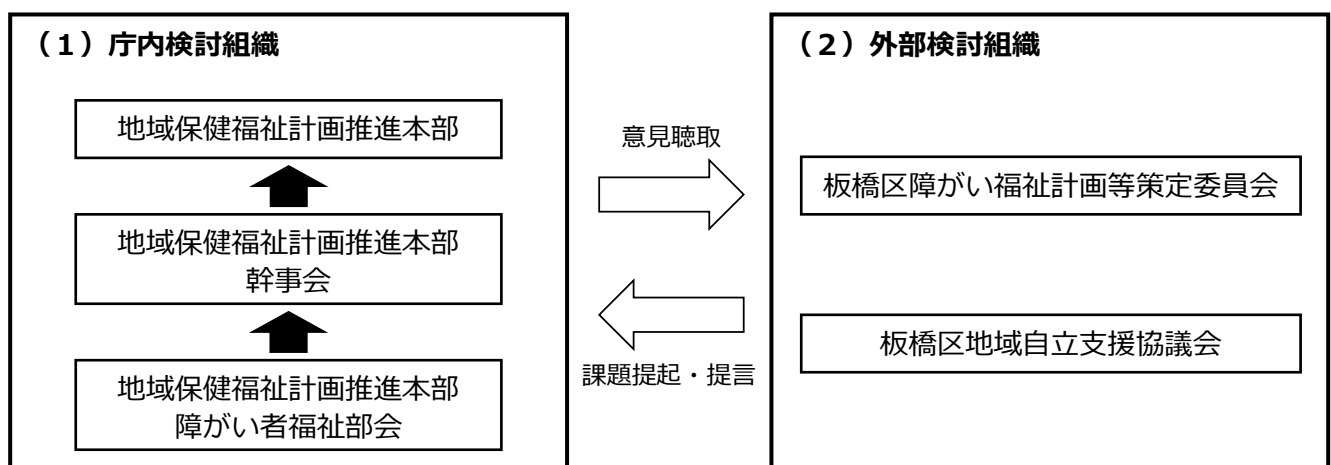 (1)庁内検討組織
地域保健福祉計画推進本部
地域保健福祉計画推進本部
幹事会
地域保健福祉計画推進本部
障がい者福祉部会
意見聴取
課題提起・提言
(2)外部検討組織
板橋区障がい福祉計画等策定委員会
板橋区地域自立支援協議会